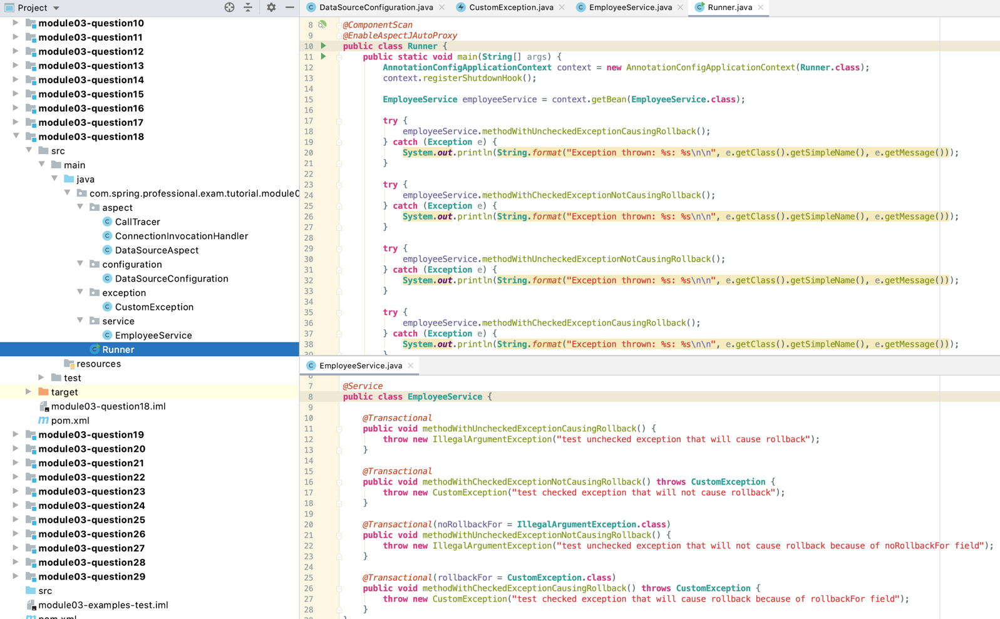 Project
module03-question10
module03-question11
module03-question12
module03-question13
module03-question14
module03-question15
module03-question16
module03-question17
module03-question18
src
main
java
com.spring.professional.exam.tutorial.module0
aspect
CallTracer
ConnectionInvocationHandler
DataSourceAspect
configuration
DataSourceConfiguration
exception
CustomException
service
EmployeeService
Runner
resources
test
target
module03-question18.iml
pom.xml
module03-question19
module03-question20
module03-question21
module03-question22
module03-question23
module03-question24
module03-question25
module03-question26
module03-question27
module03-question28
module03-question29
src
module03-examples-test.iml
pom.xml
DataSourceConfiguration.java CustomException.java EmployeeService.java Runner.java
8 @ComponentScan
9 @EnableAspectJAutoProxy
10 public class Runner {
11 public static void main(String[] args) {
12 AnnotationConfigApplicationContext context = new AnnotationConfigApplicationContext(Runner.class);
13 context.registerShutdownHook();
14
15 EmployeeService employeeService = context.getBean(EmployeeService.class);
16
17 try {
18 employeeService.methodWithUncheckedExceptionCausingRollback();
19 } catch (Exception e) {
20 System.out.println(String.format("Exception thrown: %s: %s\n\n", e.getClass().getSimpleName(), e.getMessage()));
21 }
22
23 try {
24 employeeService.methodWithCheckedExceptionNotCausingRollback();
25 } catch (Exception e) {
26 System.out.println(String.format("Exception thrown: %s: %s\n\n", e.getClass().getSimpleName(), e.getMessage()));
27 }
28
29 try {
30 employeeService.methodWithUncheckedExceptionNotCausingRollback();
31 } catch (Exception e) {
32 System.out.println(String.format("Exception thrown: %s: %s\n\n", e.getClass().getSimpleName(), e.getMessage()));
33 }
34
35 try {
36 employeeService.methodWithCheckedExceptionCausingRollback();
37 } catch (Exception e) {
38 System.out.println(String.format("Exception thrown: %s: %s\n\n", e.getClass().getSimpleName(), e.getMessage()));
39 }
EmployeeService.java
6
7 @Service
8 public class EmployeeService {
9
10 @Transactional
11 public void methodWithUncheckedExceptionCausingRollback() {
12 throw new IllegalArgumentException("test unchecked exception that will cause rollback");
13 }
14
15 @Transactional
16 public void methodWithCheckedExceptionNotCausingRollback() throws CustomException {
17 throw new CustomException("test checked exception that will not cause rollback");
18 }
19
20 @Transactional(noRollbackFor = IllegalArgumentException.class)
21 public void methodWithUncheckedExceptionNotCausingRollback() {
22 throw new IllegalArgumentException("test unchecked exception that will not cause rollback because of noRollbackFor field");
23 }
24
25 @Transactional(rollbackFor = CustomException.class)
26 public void methodWithCheckedExceptionCausingRollback() throws CustomException {
27 throw new CustomException("test checked exception that will cause rollback because of rollbackFor field");
28 }